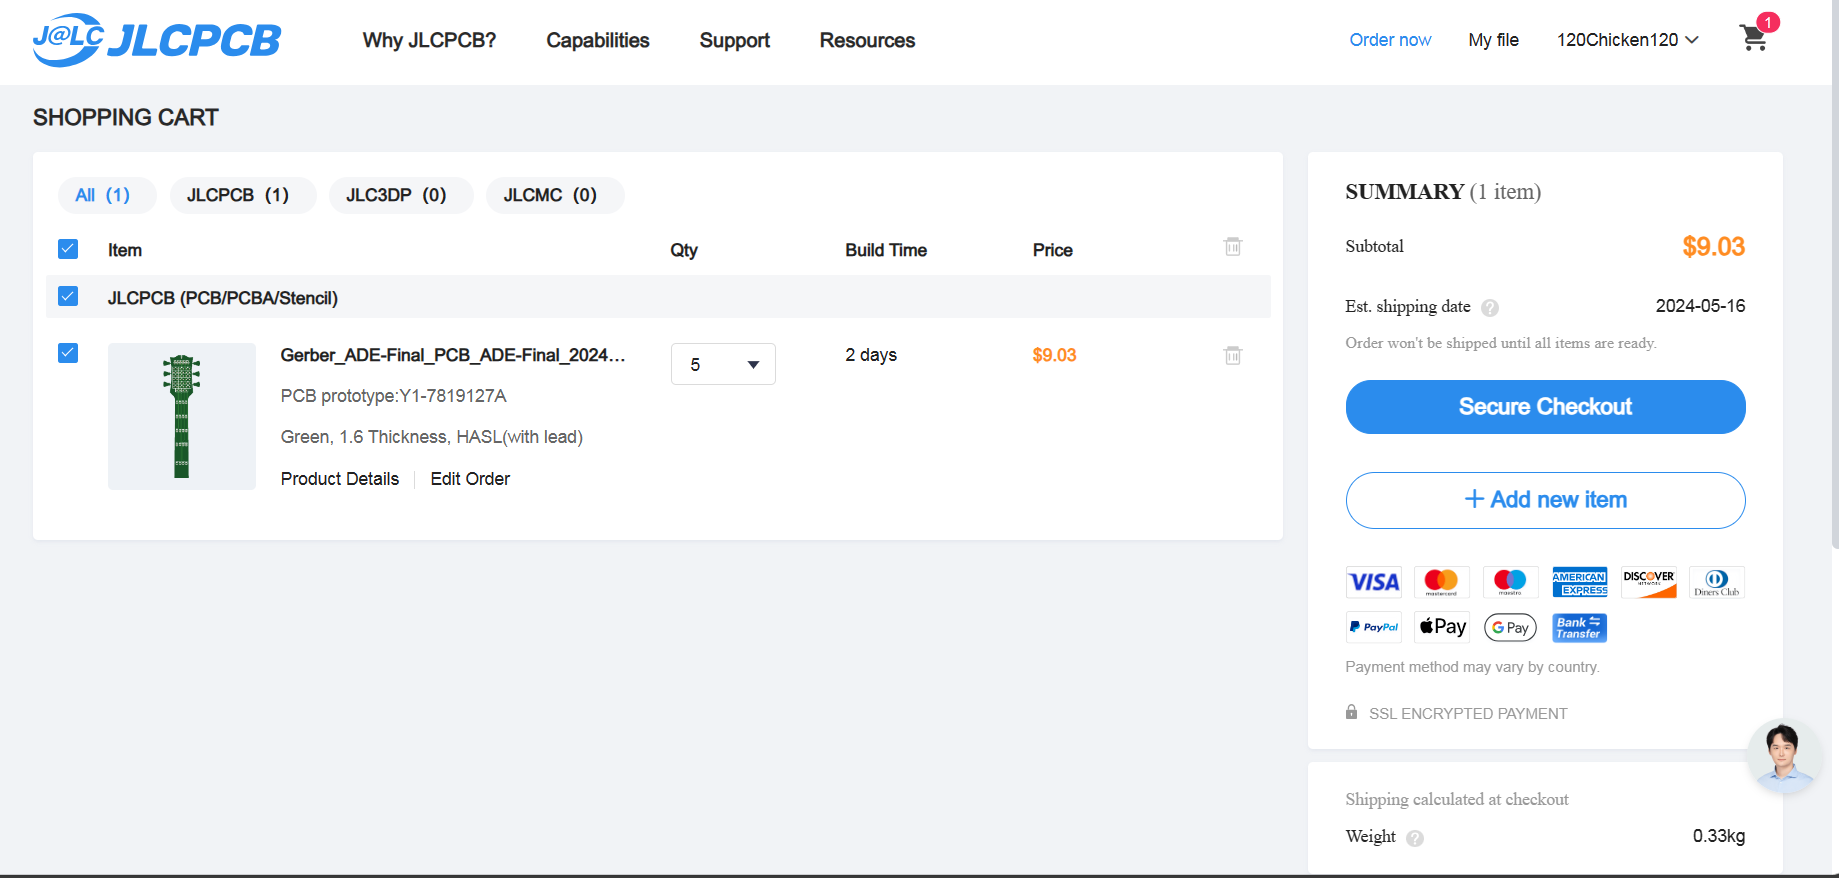 J@LC JLCPCB
Why JLCPCB? Capabilities Support Resources
Order now My file 120Chicken120 1
SHOPPING CART
All (1) JLCPCB (1) JLC3DP (0) JLCMC (0)
Item Qty Build Time Price
JLCPCB (PCB/PCBA/Stencil)
Gerber_ADE-Final_PCB_ADE-Final_2024... 5 2 days $9.03
PCB prototype:Y1-7819127A
Green, 1.6 Thickness, HASL(with lead)
Product Details Edit Order
SUMMARY (1 item)
Subtotal $9.03
Est. shipping date ? 2024-05-16
Order won't be shipped until all items are ready.
Secure Checkout
+ Add new item
VISA mastercard maestro AMERICAN EXPRESS DISCOVER NETWORK Diners Club
PayPal Pay G Pay Bank Transfer
Payment method may vary by country.
SSL ENCRYPTED PAYMENT
Shipping calculated at checkout
Weight ? 0.33kg